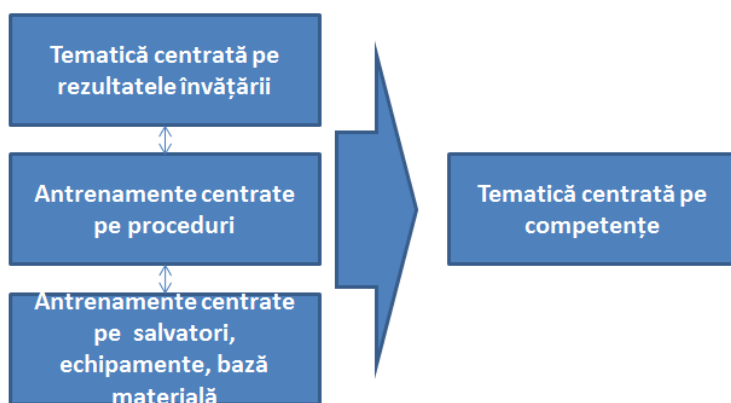 Tematică centrată pe
rezultatele învățării
Antrenamente centrate
pe proceduri
Antrenamente centrate
pe salvatori,
echipamente, bază
materială
Tematică centrată pe
competențe